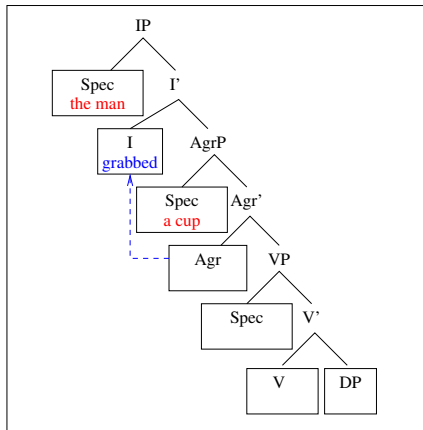 IP
Spec I'
the man
I AgrP
grabbed
Spec Agr'
a cup
Agr VP
Spec V'
V DP